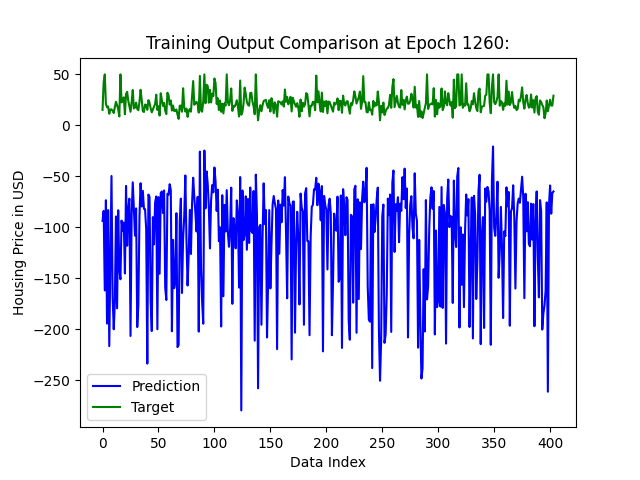 Training Output Comparison at Epoch 1260:
Housing Price in USD
50
0
−50
−100
−150
−200
−250
Prediction
Target
0 50 100 150 200 250 300 350 400
Data Index